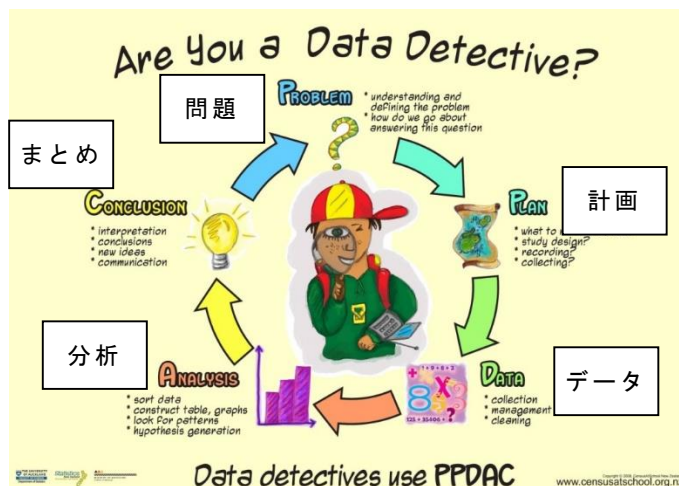 Are You a Data Detective?
問題
PROBLEM
* understanding and
defining the problem
* how do we go about
answering this question
まとめ
CONCLUSION
* interpretation
* conclusions
* new ideas
* communication
PLAN
計画
* what to
* study design?
* recording?
* collecting?
分析
ANALYSIS
* sort data
* construct table, graphs
* look for patterns
* hypothesis generation
DATA
データ
* collection
* management
* cleaning
Data detectives use PPDAC
www.censusatschool.org.n